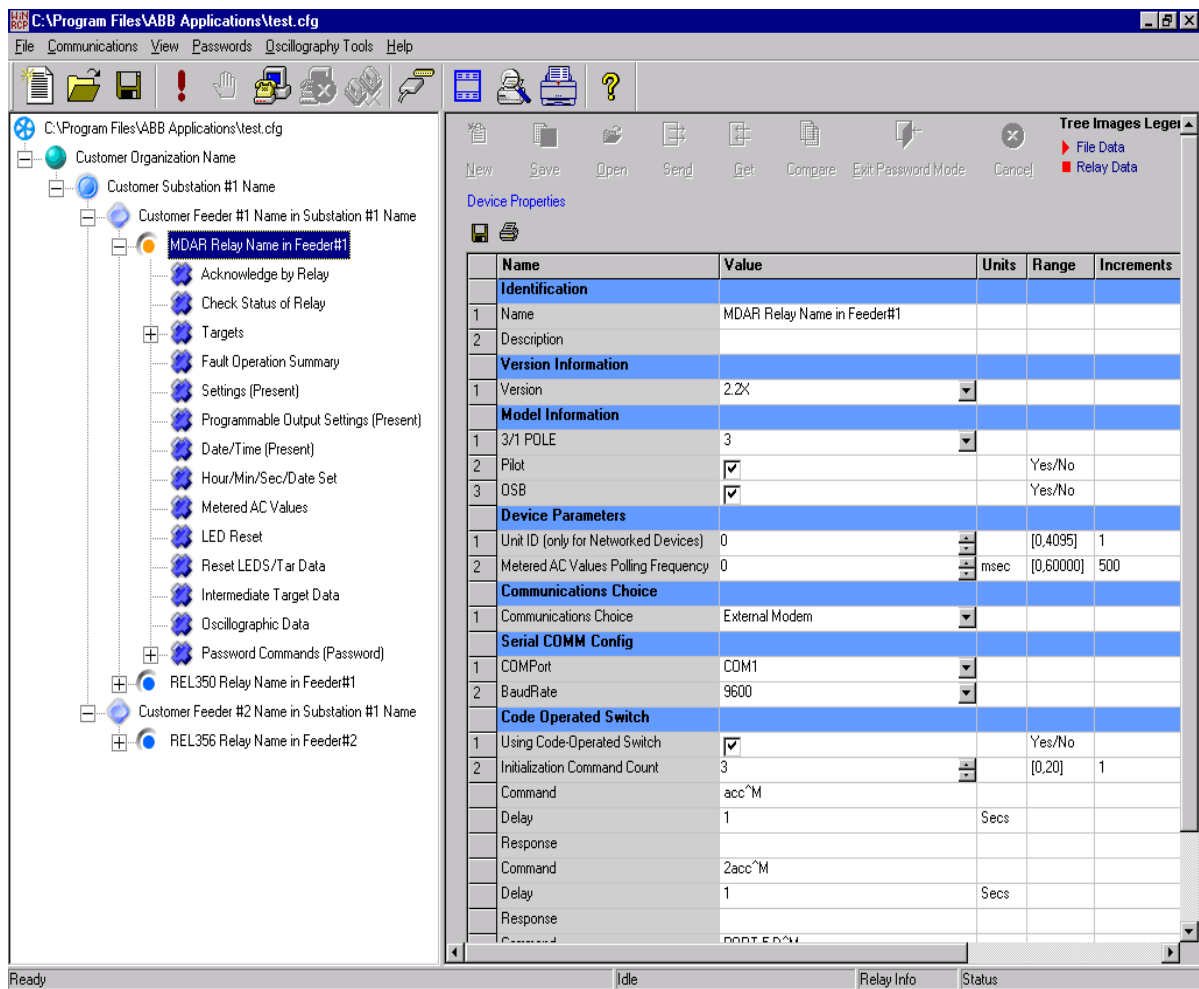 WiN RCP C:\Program Files\ABB Applications\test.cfg
File Communications View Passwords Oscillography Tools Help
C:\Program Files\ABB Applications\test.cfg
Customer Organization Name
Customer Substation #1 Name
Customer Feeder #1 Name in Substation #1 Name
MDAR Relay Name in Feeder#1
Acknowledge by Relay
Check Status of Relay
Targets
Fault Operation Summary
Settings (Present)
Programmable Output Settings (Present)
Date/Time (Present)
Hour/Min/Sec/Date Set
Metered AC Values
LED Reset
Reset LEDS/Tar Data
Intermediate Target Data
Oscillographic Data
Password Commands (Password)
REL350 Relay Name in Feeder#1
Customer Feeder #2 Name in Substation #1 Name
REL356 Relay Name in Feeder#2
New Save Open Send Get Compare Exit Password Mode Cancel
Tree Images Leger
File Data
Relay Data
Device Properties
Name Value Units Range Increments
Identification
1 Name MDAR Relay Name in Feeder#1
2 Description
Version Information
1 Version 2.2X
Model Information
1 3/1 POLE 3
2 Pilot Yes/No
3 OSB Yes/No
Device Parameters
1 Unit ID (only for Networked Devices) 0 [0,4095] 1
2 Metered AC Values Polling Frequency 0 msec [0,60000] 500
Communications Choice
1 Communications Choice External Modem
Serial COMM Config
1 COMPort COM1
2 BaudRate 9600
Code Operated Switch
1 Using Code-Operated Switch Yes/No
2 Initialization Command Count 3 [0,20] 1
Command acc^M
Delay 1 Secs
Response
Command 2acc^M
Delay 1 Secs
Response
Command PORT 5 D^M
Ready Idle Relay Info Status